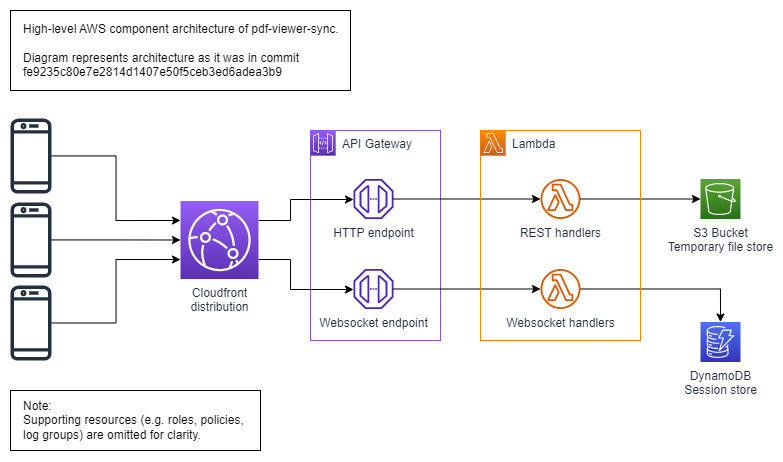 High-level AWS component architecture of pdf-viewer-sync.
Diagram represents architecture as it was in commit
fe9235c80e7e2814d1407e50f5ceb3ed6adea3b9
API Gateway
Lambda
HTTP endpoint
REST handlers
S3 Bucket
Temporary file store
Cloudfront
distribution
Websocket endpoint
Websocket handlers
DynamoDB
Session store
Note:
Supporting resources (e.g. roles, policies,
log groups) are omitted for clarity.